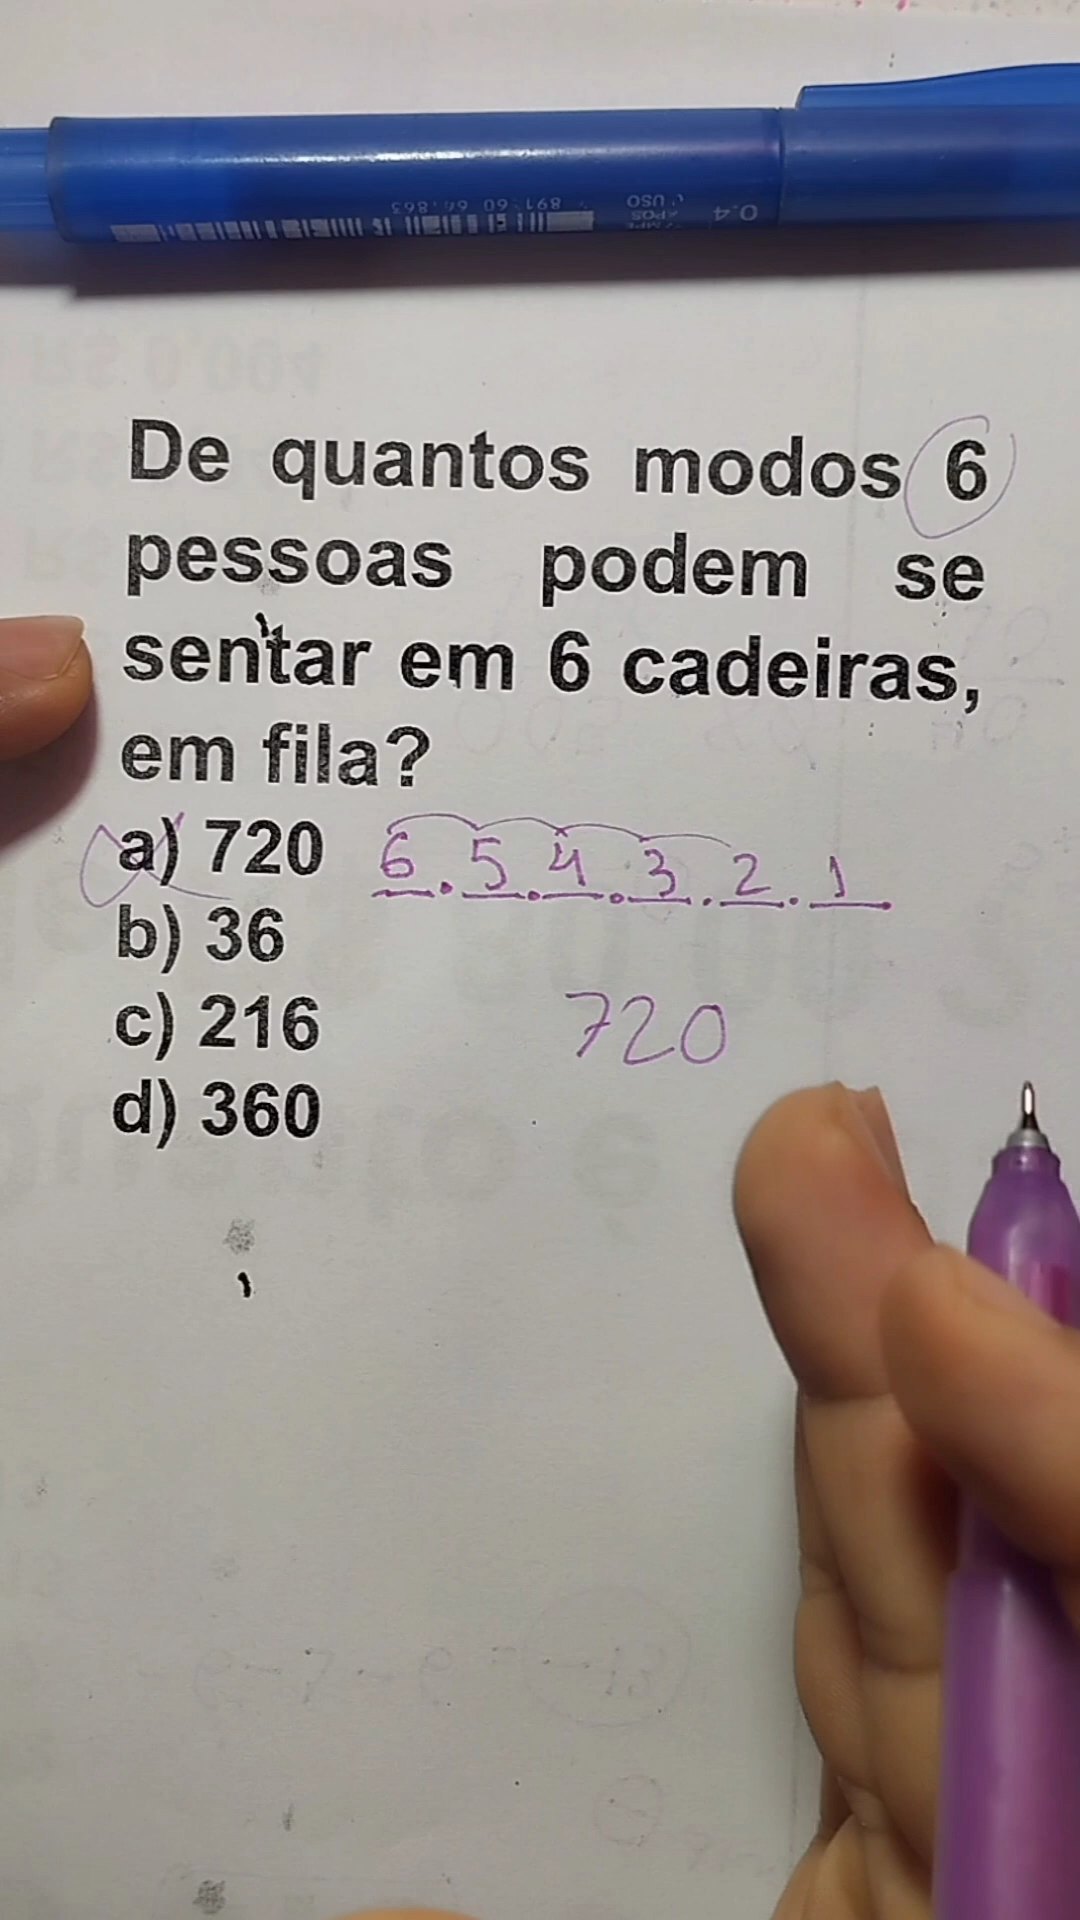 De quantos modos 6
pessoas podem se
sentar em 6 cadeiras,
em fila?
a) 720 6 . 5 . 4 . 3 . 2 . 1
b) 36
c) 216 720
d) 360